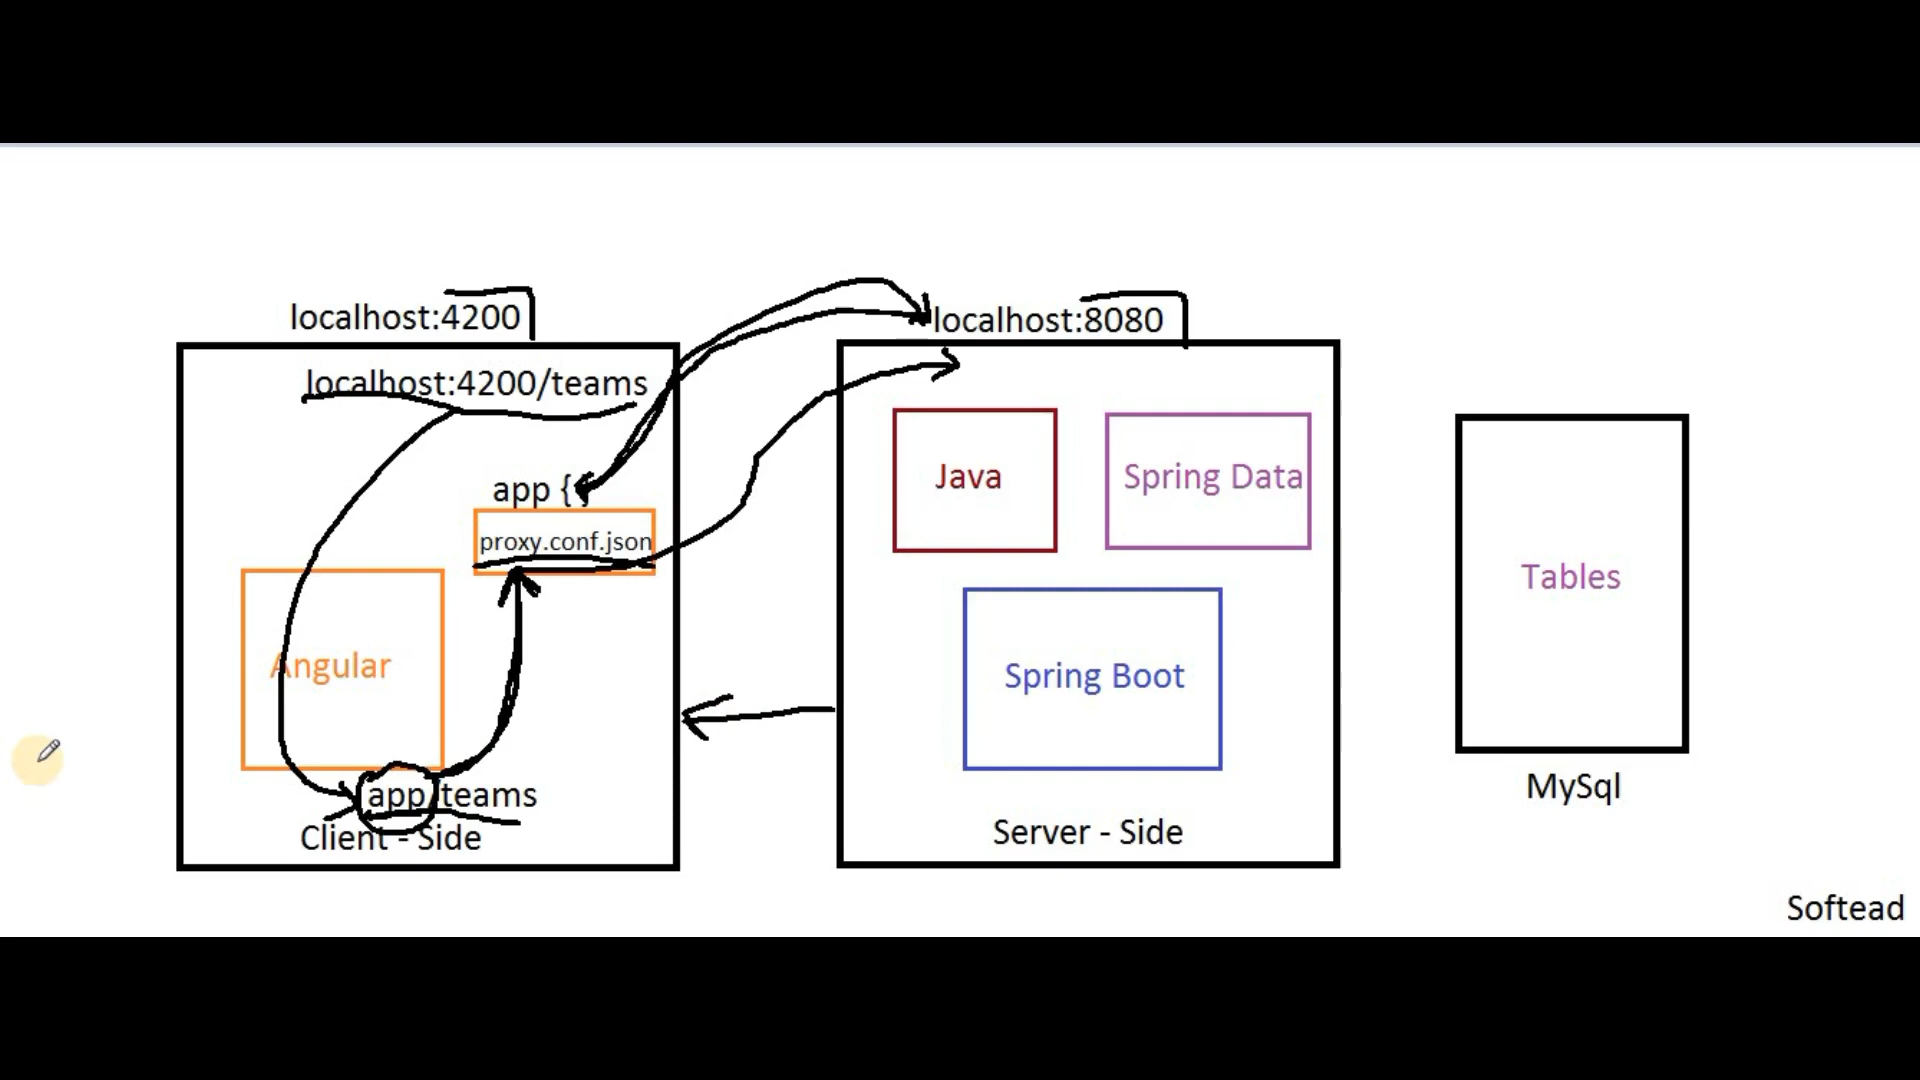 localhost:4200
localhost:4200/teams
app {}
proxy.conf.json
Angular
app/teams
Client - Side
localhost:8080
Java
Spring Data
Spring Boot
Server - Side
Tables
MySql
Softead